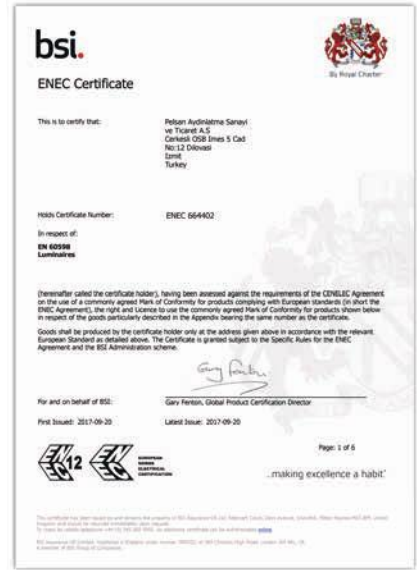 bsi.
By Royal Charter
ENEC Certificate
This is to certify that:
Pelsan Aydinlatma Sanayi
ve Ticaret A.S
Cerkesli OSB Imes 5 Cad
No:12 Dilovasi
Izmit
Turkey
Holds Certificate Number:
ENEC 664402
In respect of:
EN 60598
Luminaires
(hereinafter called the certificate holder), having been assessed against the requirements of the CENELEC Agreement
on the use of a commonly agreed Mark of Conformity for products complying with European standards (in short the
ENEC Agreement), the right and Licence to use the commonly agreed Mark of Conformity for products shown below
in respect of the goods particularly described in the Appendix bearing the same number as the certificate.
Goods shall be produced by the certificate holder only at the address given above in accordance with the relevant
European Standard as detailed above. The Certificate is granted subject to the Specific Rules for the ENEC
Agreement and the BSI Administration scheme.
Gary Fenton
For and on behalf of BSI:
Gary Fenton, Global Product Certification Director
First Issued: 2017-09-20
Latest Issue: 2017-09-20
Page: 1 of 6
ENEC 12
ENEC
EUROPEAN
NORMS
ELECTRICAL
CERTIFICATION
...making excellence a habit.™